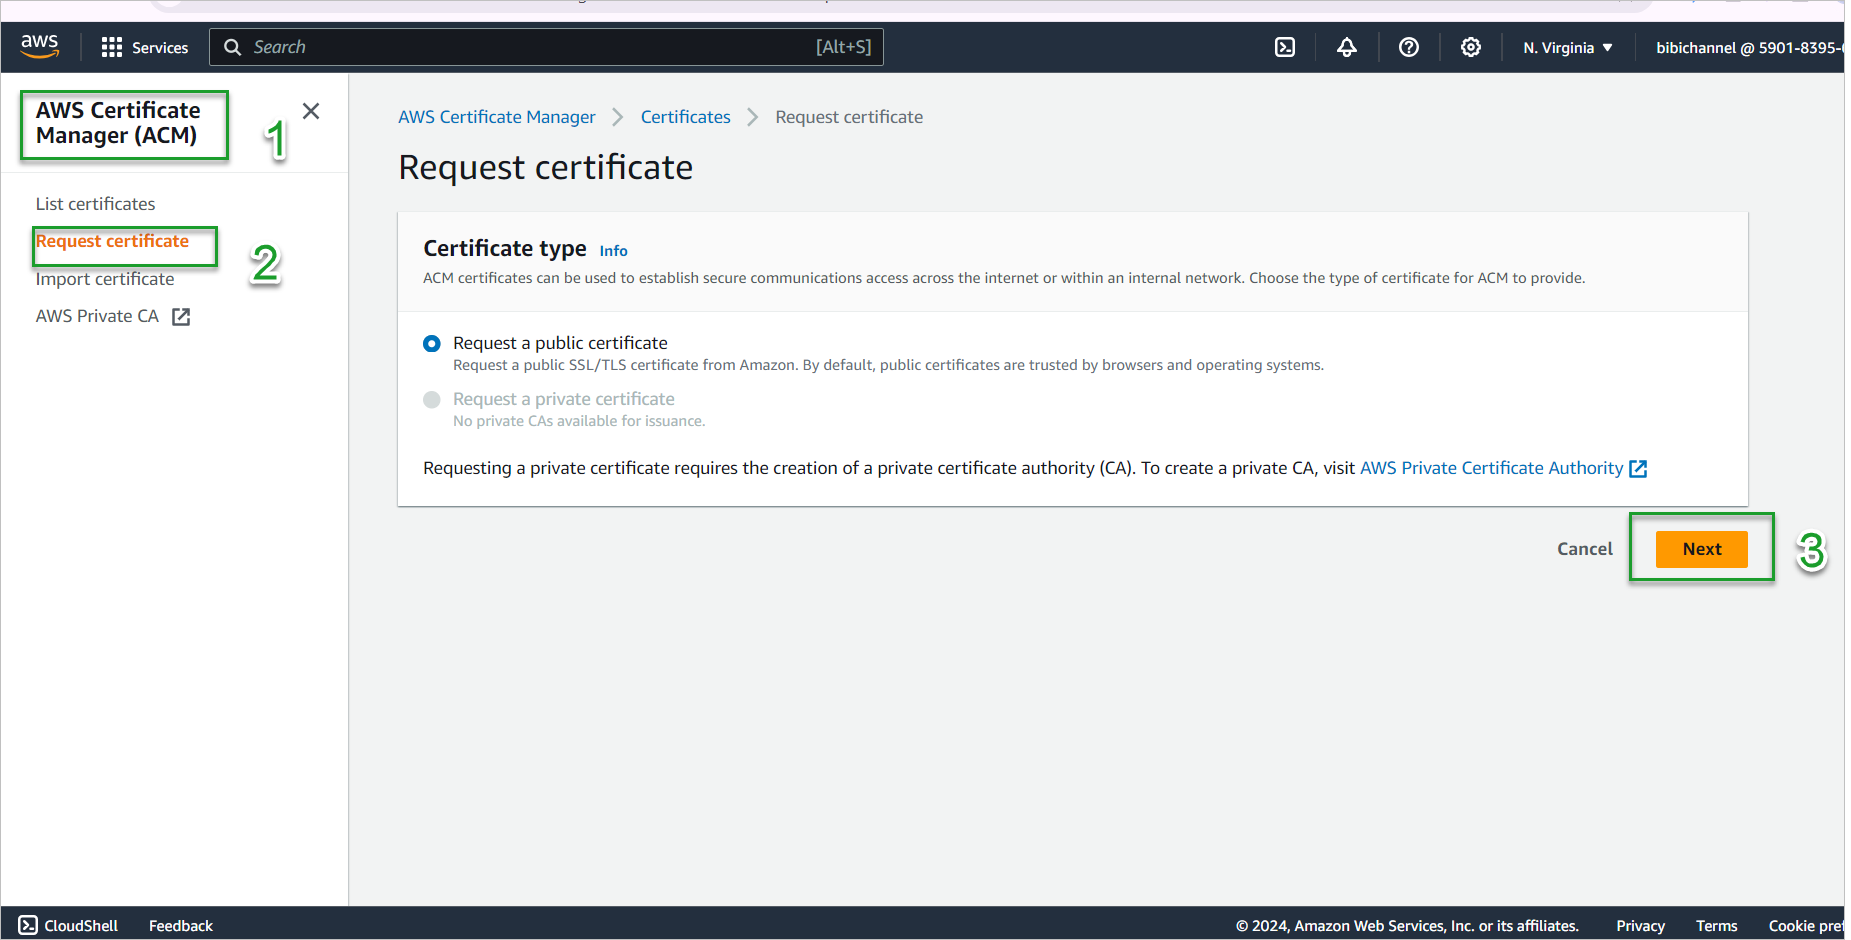 aws
Services
Search
[Alt+S]
N. Virginia
bibichannel @ 5901-8395-
AWS Certificate
Manager (ACM)
1
List certificates
Request certificate
2
Import certificate
AWS Private CA
AWS Certificate Manager
Certificates
Request certificate
Request certificate
Certificate type
Info
ACM certificates can be used to establish secure communications access across the internet or within an internal network. Choose the type of certificate for ACM to provide.
Request a public certificate
Request a public SSL/TLS certificate from Amazon. By default, public certificates are trusted by browsers and operating systems.
Request a private certificate
No private CAs available for issuance.
Requesting a private certificate requires the creation of a private certificate authority (CA). To create a private CA, visit AWS Private Certificate Authority
Cancel
Next
3
CloudShell
Feedback
© 2024, Amazon Web Services, Inc. or its affiliates.
Privacy
Terms
Cookie pref